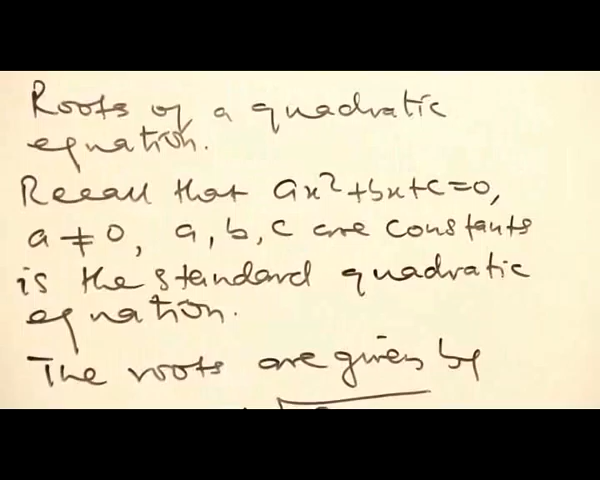 Roots of a quadratic
equation.
Recall that ax²+bx+c=0,
a ≠ 0, a, b, c are constants
is the standard quadratic
equation.
The roots are given by